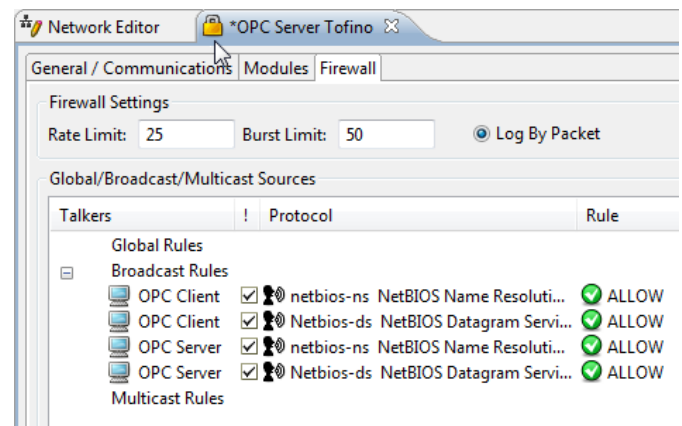 Network Editor *OPC Server Tofino
General / Communications Modules Firewall
Firewall Settings
Rate Limit: 25 Burst Limit: 50 Log By Packet
Global/Broadcast/Multicast Sources
Talkers ! Protocol Rule
Global Rules
Broadcast Rules
OPC Client netbios-ns NetBIOS Name Resoluti... ALLOW
OPC Client Netbios-ds NetBIOS Datagram Servi... ALLOW
OPC Server netbios-ns NetBIOS Name Resoluti... ALLOW
OPC Server Netbios-ds NetBIOS Datagram Servi... ALLOW
Multicast Rules